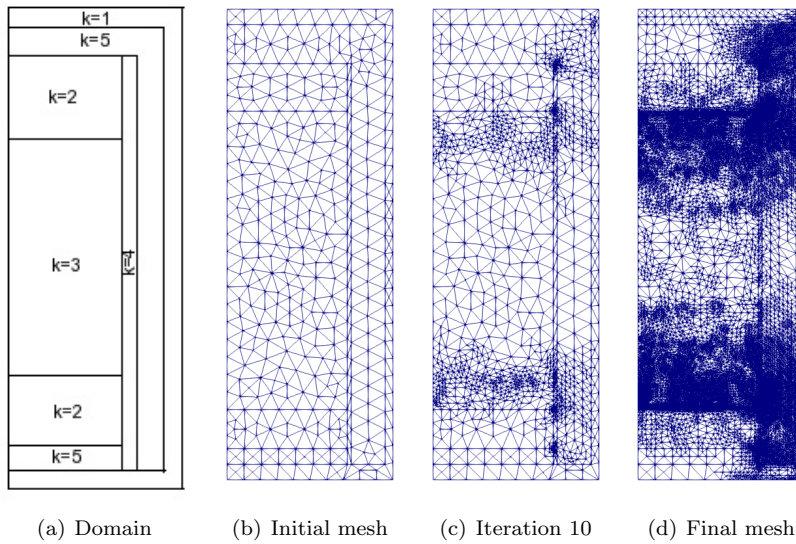 k=1
k=5
k=2
k=3
k=4
k=2
k=5
(a) Domain
(b) Initial mesh
(c) Iteration 10
(d) Final mesh